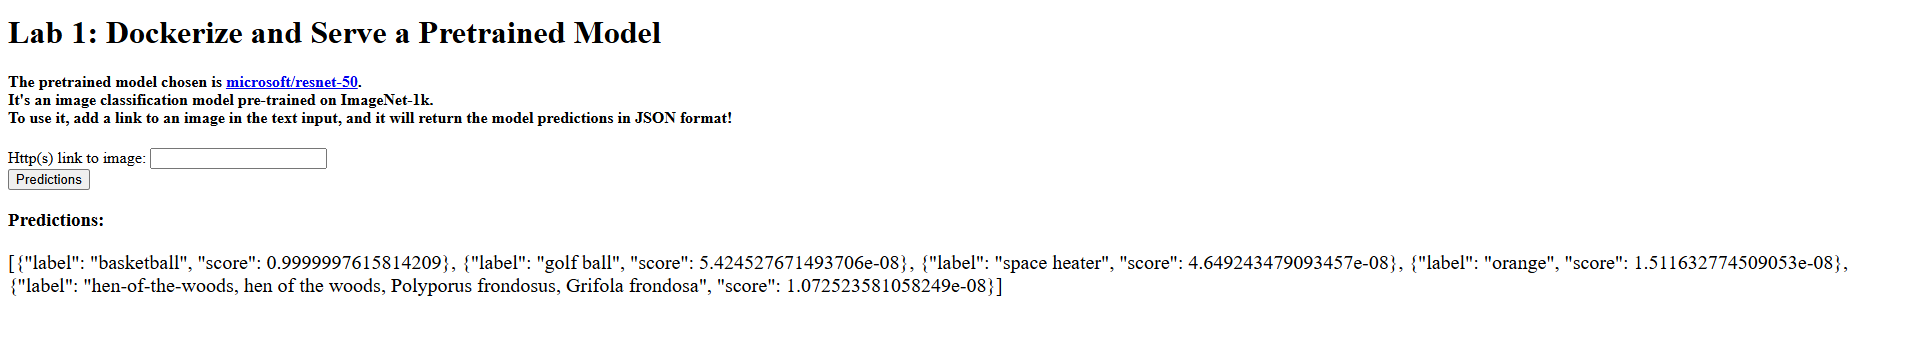 Lab 1: Dockerize and Serve a Pretrained Model
The pretrained model chosen is microsoft/resnet-50.
It's an image classification model pre-trained on ImageNet-1k.
To use it, add a link to an image in the text input, and it will return the model predictions in JSON format!
Http(s) link to image:
Predictions
Predictions:
[{"label": "basketball", "score": 0.9999997615814209}, {"label": "golf ball", "score": 5.424527671493706e-08}, {"label": "space heater", "score": 4.649243479093457e-08}, {"label": "orange", "score": 1.511632774509053e-08},
{"label": "hen-of-the-woods, hen of the woods, Polyporus frondosus, Grifola frondosa", "score": 1.072523581058249e-08}]